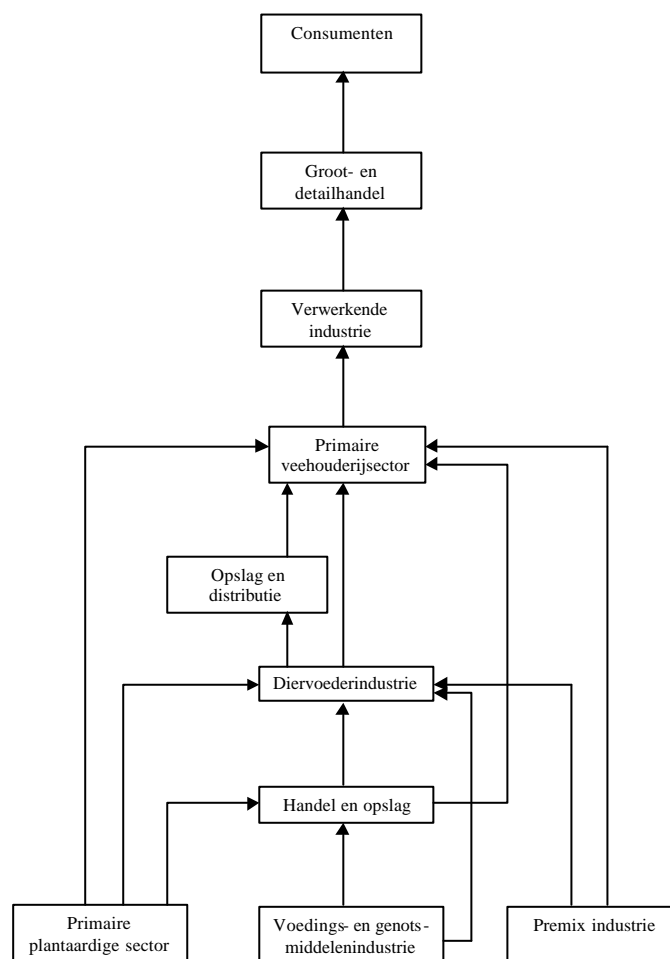 Consumenten
Groot- en
detailhandel
Verwerkende
industrie
Primaire
veehouderijsector
Opslag en
distributie
Diervoederindustrie
Handel en opslag
Primaire
plantaardige sector
Voedings- en genots-
middelenindustrie
Premix industrie